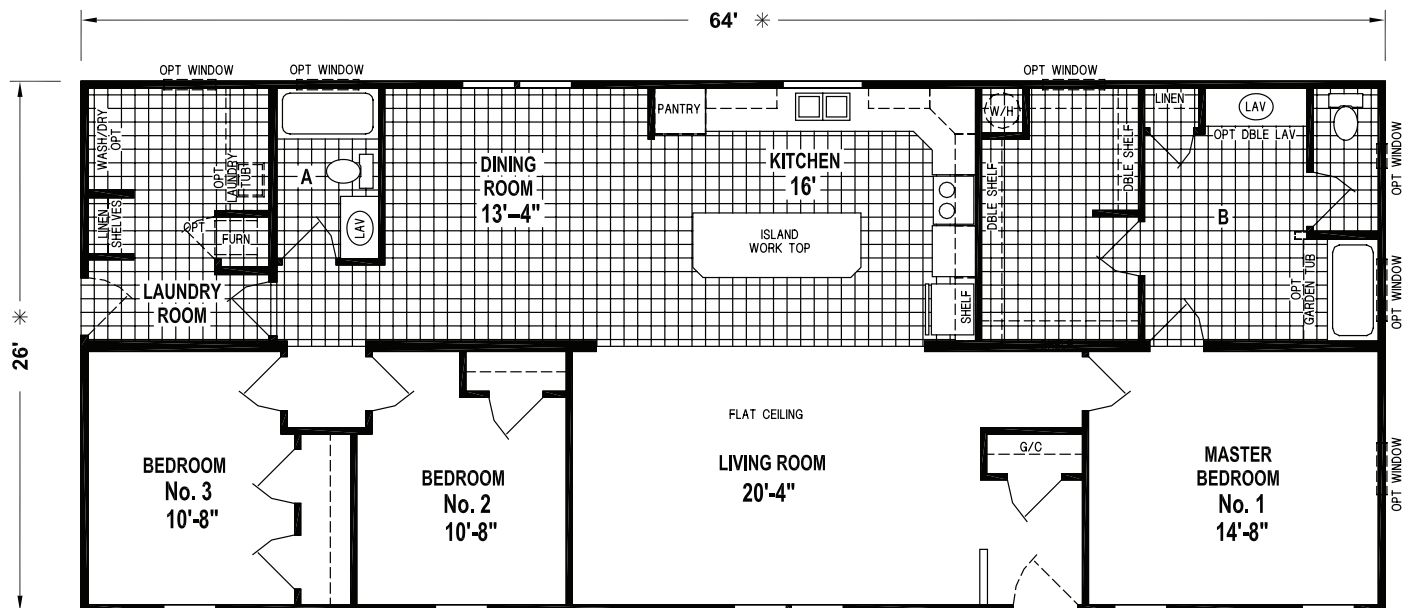 64' ✳
OPT WINDOW
OPT WINDOW
OPT WINDOW
26' ✳
WASH/DRY
OPT
LINEN
SHELVES
OPT
LAUNDRY
TUB
OPT
FURN
LAUNDRY
ROOM
A
LAV
DINING
ROOM
13'–4"
PANTRY
KITCHEN
16'
ISLAND
WORK TOP
SHELF
W/H
DBLE SHELF
DBLE SHELF
LINEN
LAV
OPT DBLE LAV
B
OPT
GARDEN TUB
OPT WINDOW
OPT WINDOW
OPT WINDOW
BEDROOM
No. 3
10'-8"
BEDROOM
No. 2
10'-8"
FLAT CEILING
LIVING ROOM
20'-4"
G/C
MASTER
BEDROOM
No. 1
14'-8"